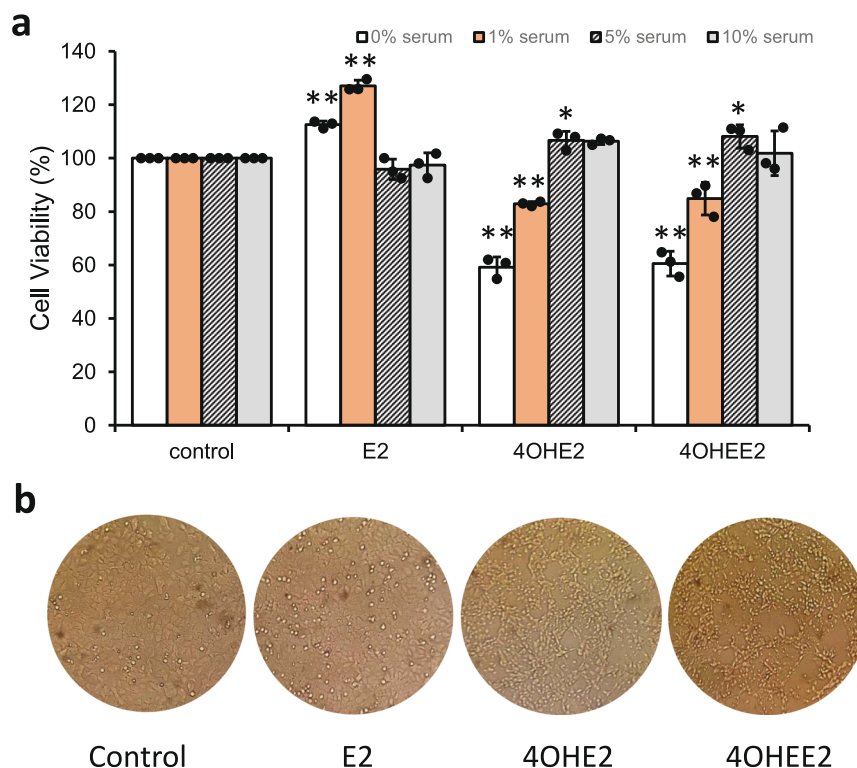 a
0% serum 1% serum 5% serum 10% serum
Cell Viability (%)
140
120
100
80
60
40
20
0
** ** ** ** * ** ** *
control E2 4OHE2 4OHEE2
b
Control E2 4OHE2 4OHEE2